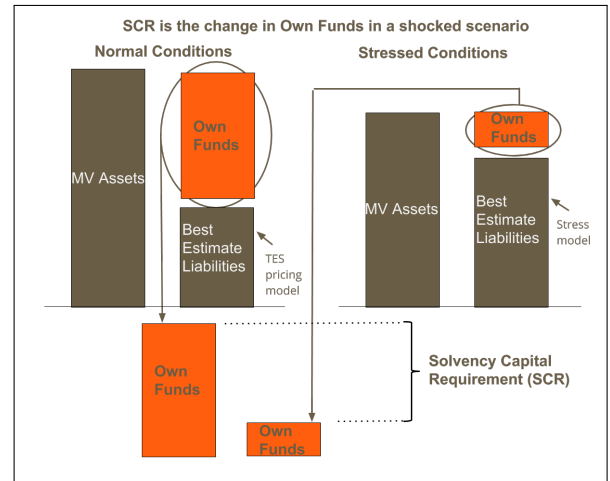 SCR is the change in Own Funds in a shocked scenario
Normal Conditions
Stressed Conditions
MV Assets
Own
Funds
Best
Estimate
Liabilities
TES
pricing
model
MV Assets
Own
Funds
Best
Estimate
Liabilities
Stress
model
Own
Funds
Own
Funds
Solvency Capital
Requirement (SCR)